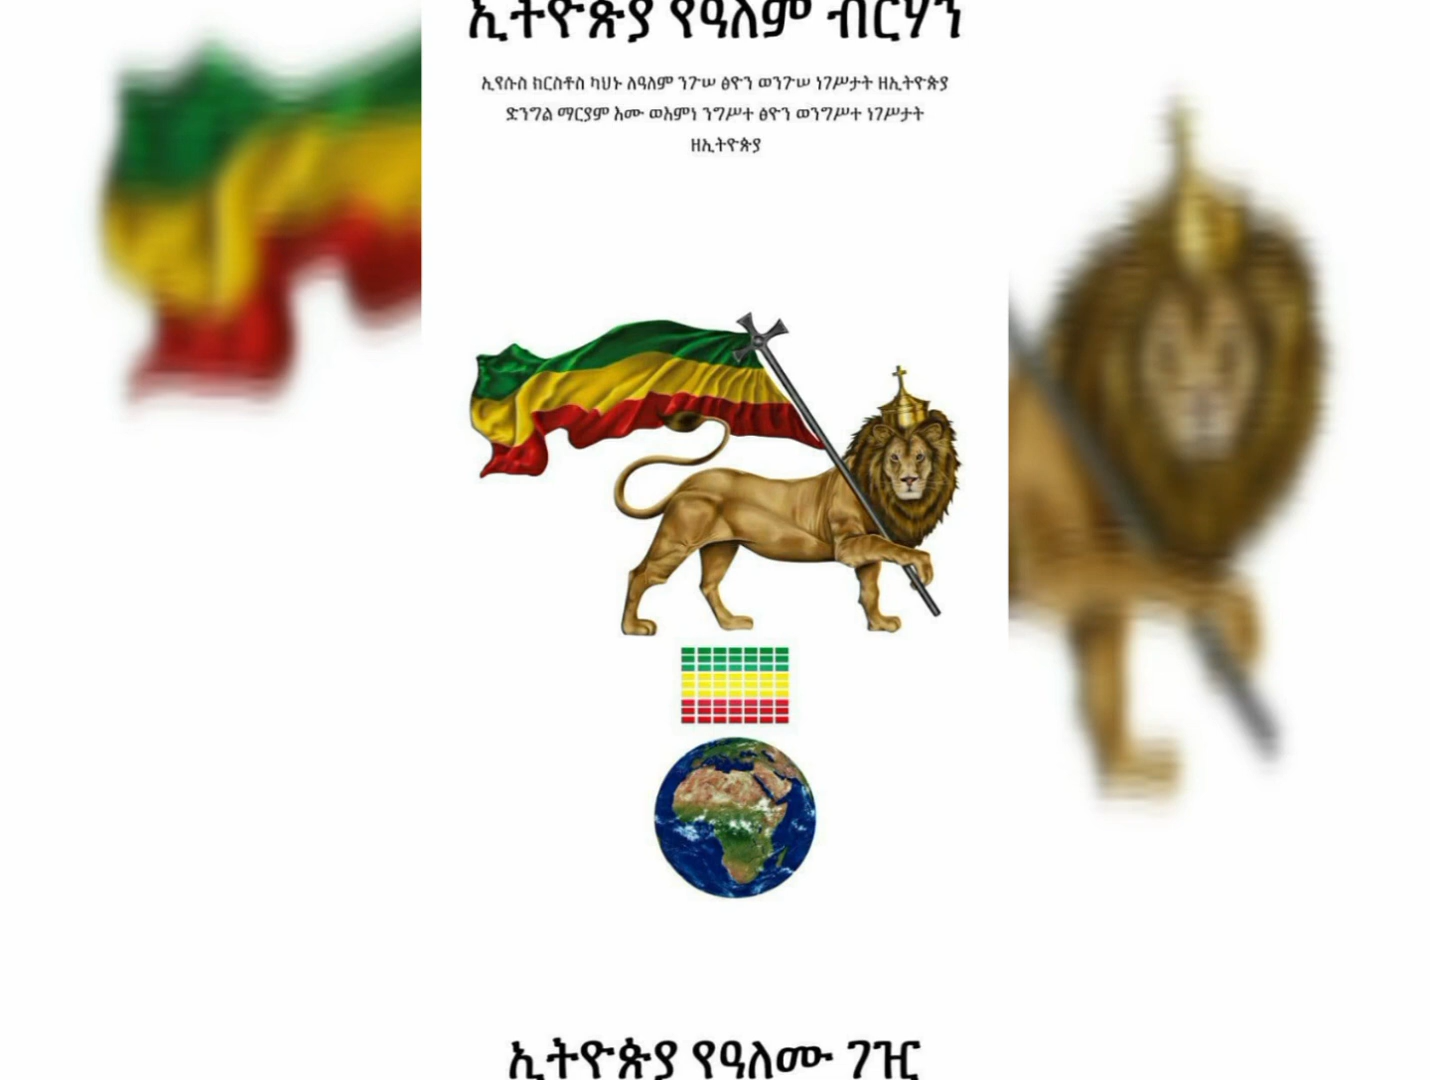 ኢትዮጵያ የዓለም ብርሃን
ኢየሱስ ክርስቶስ ካህኑ ለዓለም ንጉሠ ፅዮን ወንጉሠ ነገሥታት ዘኢትዮጵያ
ድንግል ማርያም እሙ ወእምነ ንግሥተ ፅዮን ወንግሥተ ነገሥታት
ዘኢትዮጵያ
ኢትዮጵያ የዓለሙ ገዢ